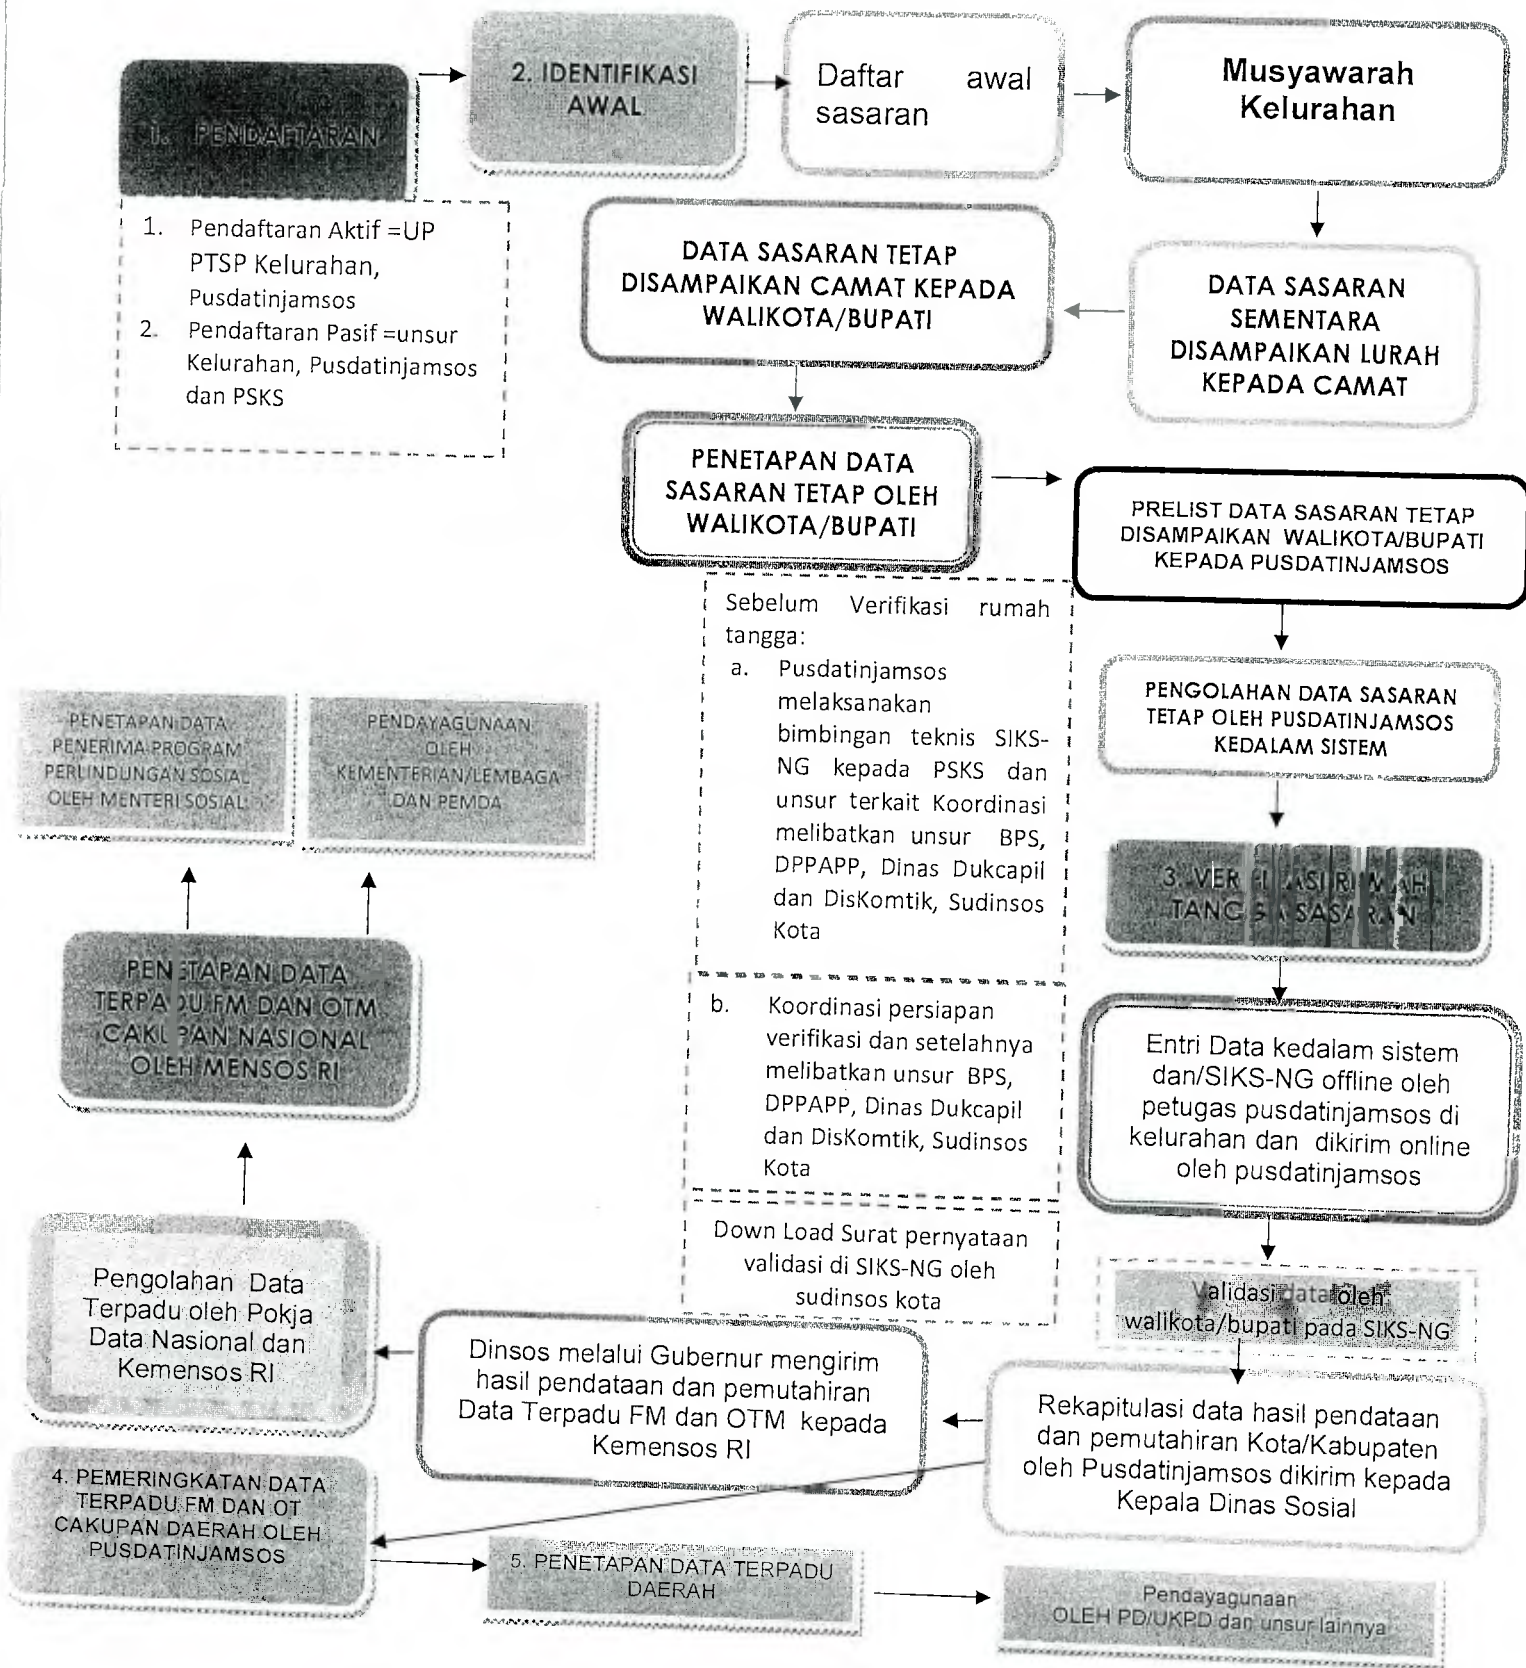 1. PENDAFTARAN
2. IDENTIFIKASI
AWAL
Daftar awal
sasaran
Musyawarah
Kelurahan
1. Pendaftaran Aktif =UP
PTSP Kelurahan,
Pusdatinjamsos
2. Pendaftaran Pasif =unsur
Kelurahan, Pusdatinjamsos
dan PSKS
DATA SASARAN
SEMENTARA
DISAMPAIKAN LURAH
KEPADA CAMAT
DATA SASARAN TETAP
DISAMPAIKAN CAMAT KEPADA
WALIKOTA/BUPATI
PENETAPAN DATA
SASARAN TETAP OLEH
WALIKOTA/BUPATI
PRELIST DATA SASARAN TETAP
DISAMPAIKAN WALIKOTA/BUPATI
KEPADA PUSDATINJAMSOS
Sebelum Verifikasi rumah
tangga:
a. Pusdatinjamsos
melaksanakan
bimbingan teknis SIKS-
NG kepada PSKS dan
unsur terkait Koordinasi
melibatkan unsur BPS,
DPPAPP, Dinas Dukcapil
dan DisKomtik, Sudinsos
Kota
b. Koordinasi persiapan
verifikasi dan setelahnya
melibatkan unsur BPS,
DPPAPP, Dinas Dukcapil
dan DisKomtik, Sudinsos
Kota
Down Load Surat pernyataan
validasi di SIKS-NG oleh
sudinsos kota
PENGOLAHAN DATA SASARAN
TETAP OLEH PUSDATINJAMSOS
KEDALAM SISTEM
3. VERIFIKASI RUMAH
TANGGA SASARAN
Entri Data kedalam sistem
dan/SIKS-NG offline oleh
petugas pusdatinjamsos di
kelurahan dan dikirim online
oleh pusdatinjamsos
Validasi data oleh
walikota/bupati pada SIKS-NG
Rekapitulasi data hasil pendataan
dan pemutahiran Kota/Kabupaten
oleh Pusdatinjamsos dikirim kepada
Kepala Dinas Sosial
Dinsos melalui Gubernur mengirim
hasil pendataan dan pemutahiran
Data Terpadu FM dan OTM kepada
Kemensos RI
Pengolahan Data
Terpadu oleh Pokja
Data Nasional dan
Kemensos RI
PENETAPAN DATA
TERPADU FM DAN OTM
CAKUPAN NASIONAL
OLEH MENSOS RI
PENETAPAN DATA
PENERIMA PROGRAM
PERLINDUNGAN SOSIAL
OLEH MENTERI SOSIAL
PENDAYAGUNAAN
OLEH
KEMENTERIAN/LEMBAGA
DAN PEMDA
4. PEMERINGKATAN DATA
TERPADU FM DAN OT
CAKUPAN DAERAH OLEH
PUSDATINJAMSOS
5. PENETAPAN DATA TERPADU
DAERAH
Pendayagunaan
OLEH PD/UKPD dan unsur lainnya